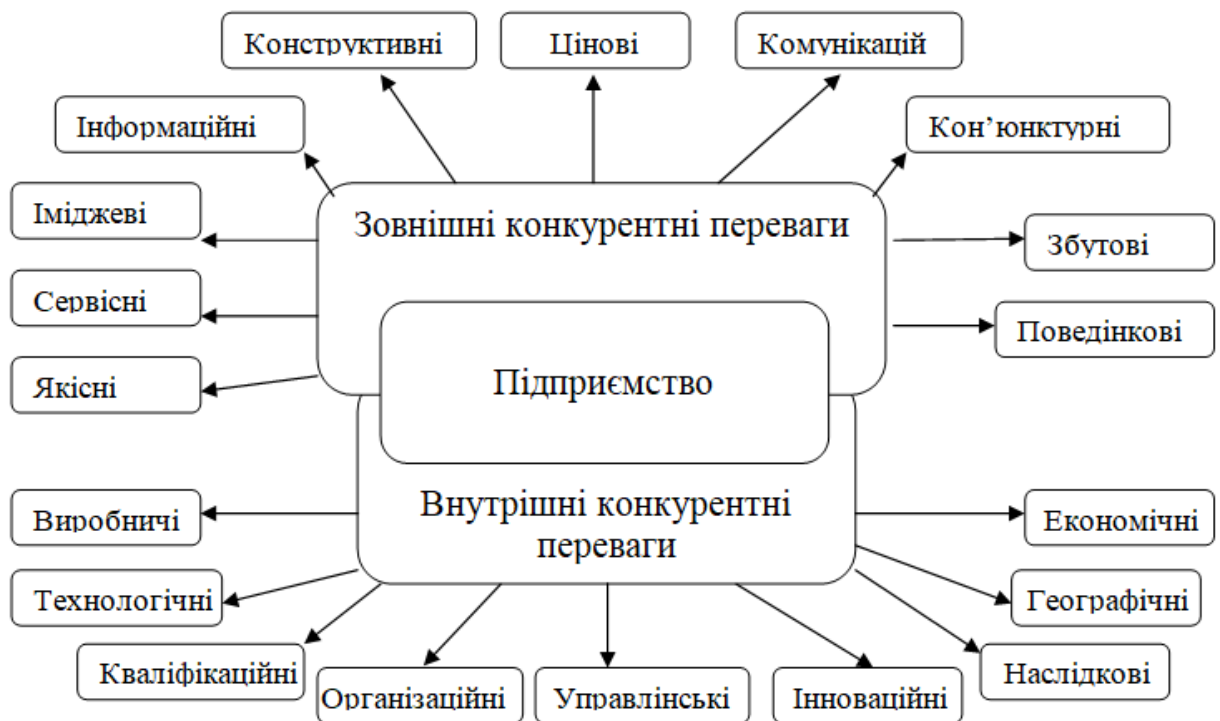 Конструктивні
Цінові
Комунікацій
Інформаційні
Кон’юнктурні
Іміджеві
Зовнішні конкурентні переваги
Збутові
Сервісні
Поведінкові
Якісні
Підприємство
Виробничі
Внутрішні конкурентні
переваги
Економічні
Технологічні
Географічні
Кваліфікаційні
Організаційні
Управлінські
Інноваційні
Наслідкові